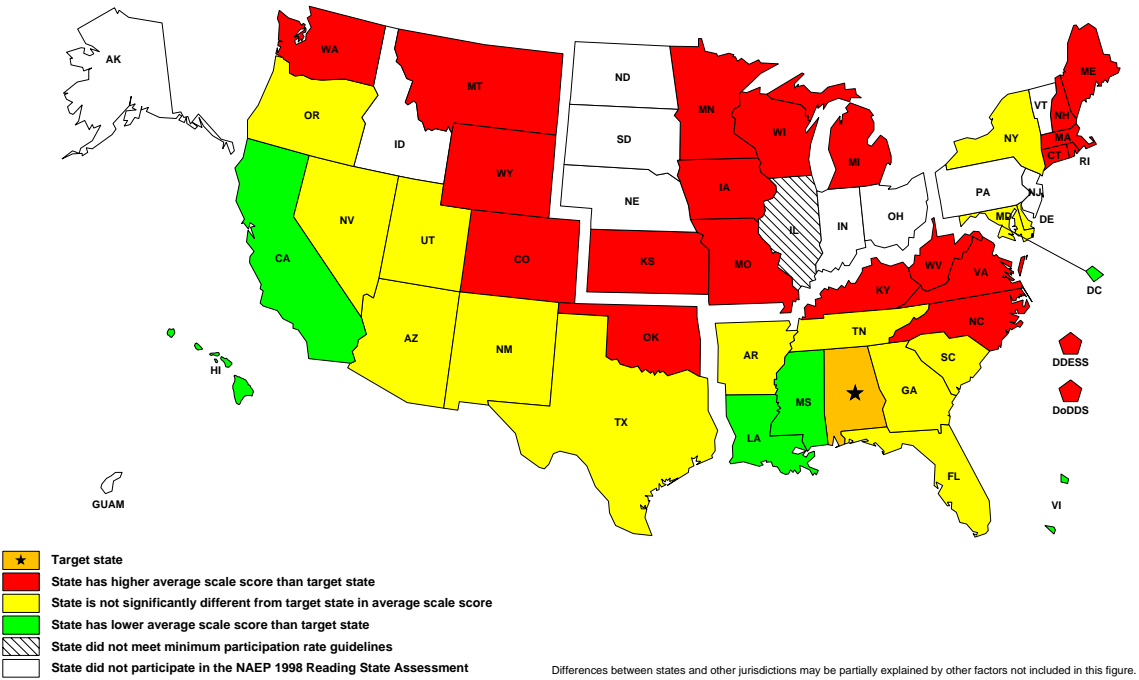 AK
WA
MT
ND
MN
ME
VT
NH
OR
ID
SD
WI
NY
MA
CT
RI
MI
WY
IA
NE
PA
NJ
OH
IN
IL
NV
UT
CO
KS
MO
MD
DE
WV
VA
DC
CA
KY
NC
AZ
NM
OK
AR
TN
SC
DDESS
HI
MS
GA
DoDDS
TX
LA
FL
GUAM
VI
Target state
State has higher average scale score than target state
State is not significantly different from target state in average scale score
State has lower average scale score than target state
State did not meet minimum participation rate guidelines
State did not participate in the NAEP 1998 Reading State Assessment
Differences between states and other jurisdictions may be partially explained by other factors not included in this figure.